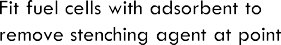 Fit fuel cells with adsorbent to
remove stenching agent at point